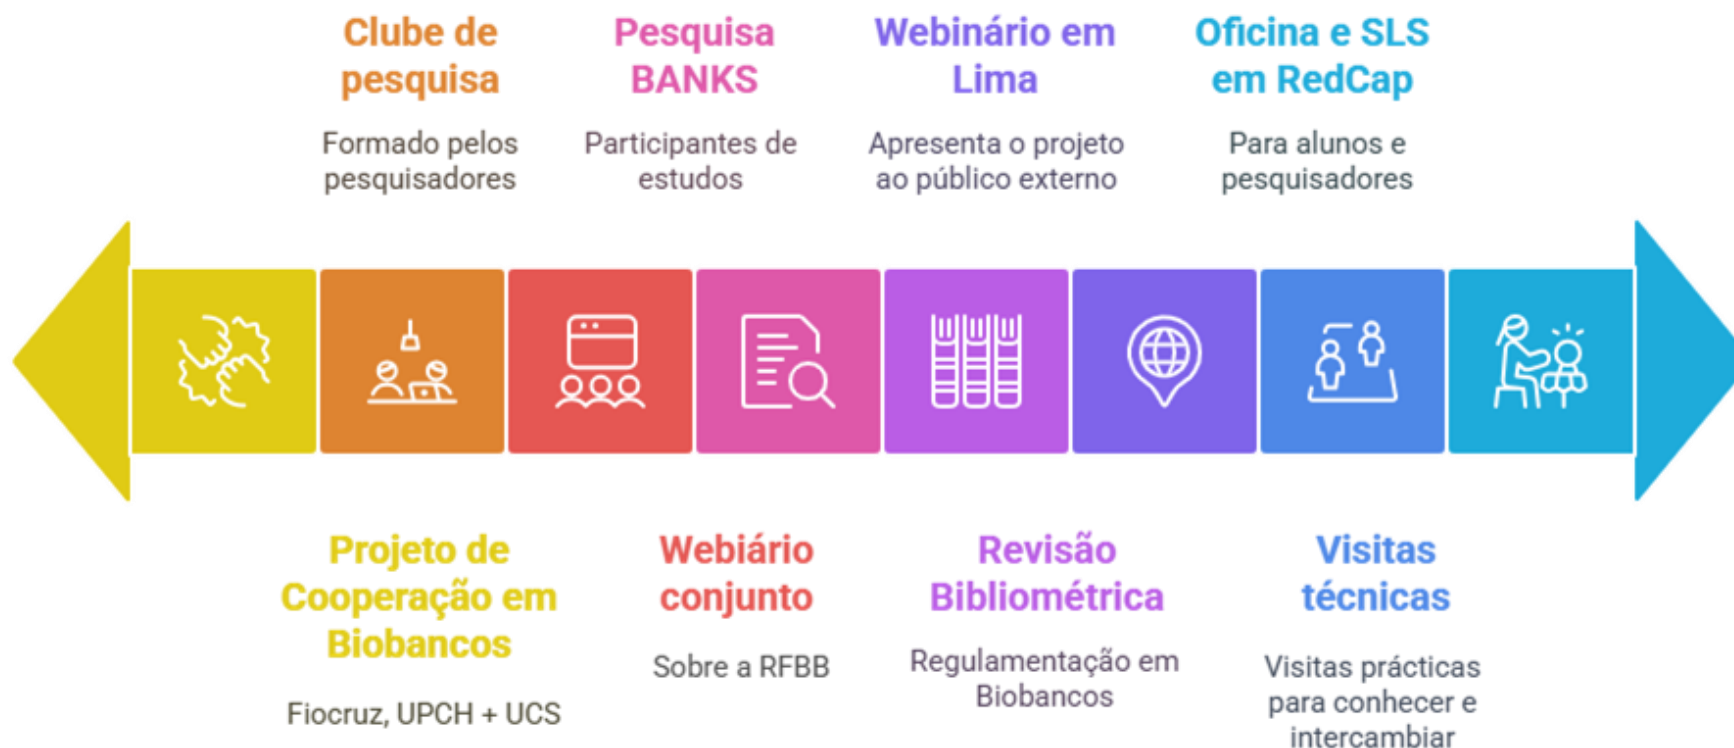 Clube de
pesquisa
Formado pelos
pesquisadores
Pesquisa
BANKS
Participantes de
estudos
Webinário em
Lima
Apresenta o projeto
ao público externo
Oficina e SLS
em RedCap
Para alunos e
pesquisadores
Projeto de
Cooperação em
Biobancos
Fiocruz, UPCH + UCS
Webiário
conjunto
Sobre a RFBB
Revisão
Bibliométrica
Regulamentação em
Biobancos
Visitas
técnicas
Visitas prácticas
para conhecer e
intercambiar